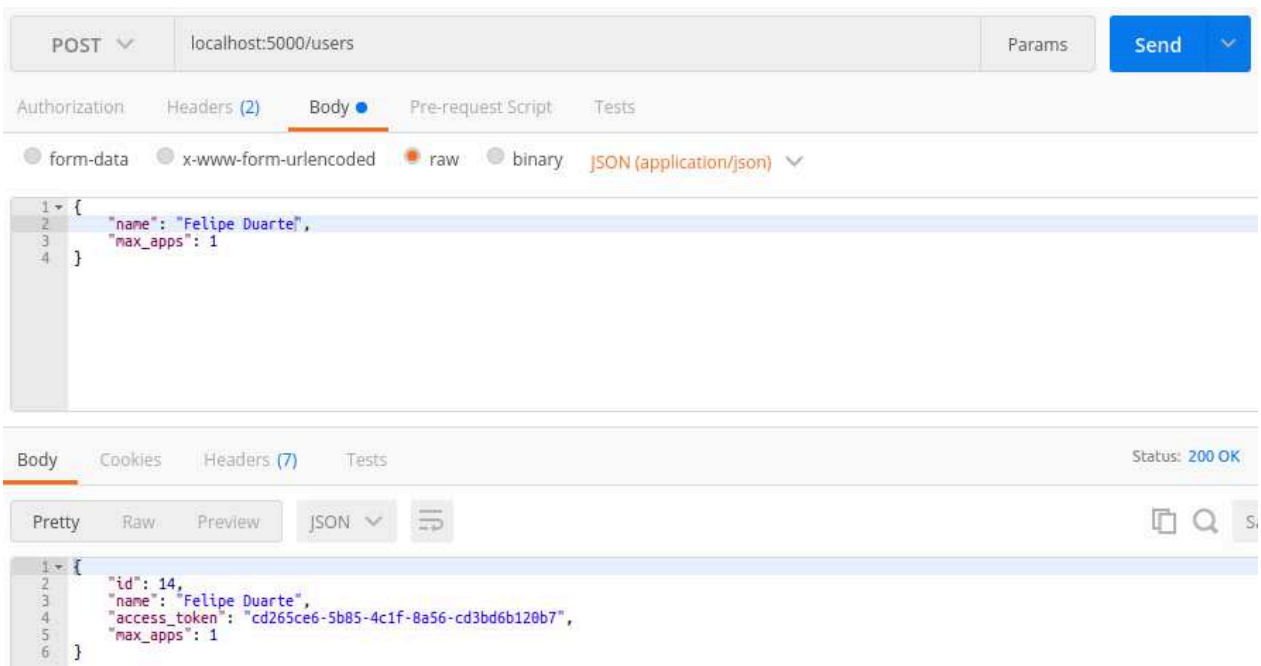 POST localhost:5000/users Params Send
Authorization Headers (2) Body Pre-request Script Tests
form-data x-www-form-urlencoded raw binary JSON (application/json)
1 {
2 "name": "Felipe Duarte",
3 "max_apps": 1
4 }
Body Cookies Headers (7) Tests Status: 200 OK
Pretty Raw Preview JSON Sa
1 {
2 "id": 14,
3 "name": "Felipe Duarte",
4 "access_token": "cd265ce6-5b85-4c1f-8a56-cd3bd6b120b7",
5 "max_apps": 1
6 }